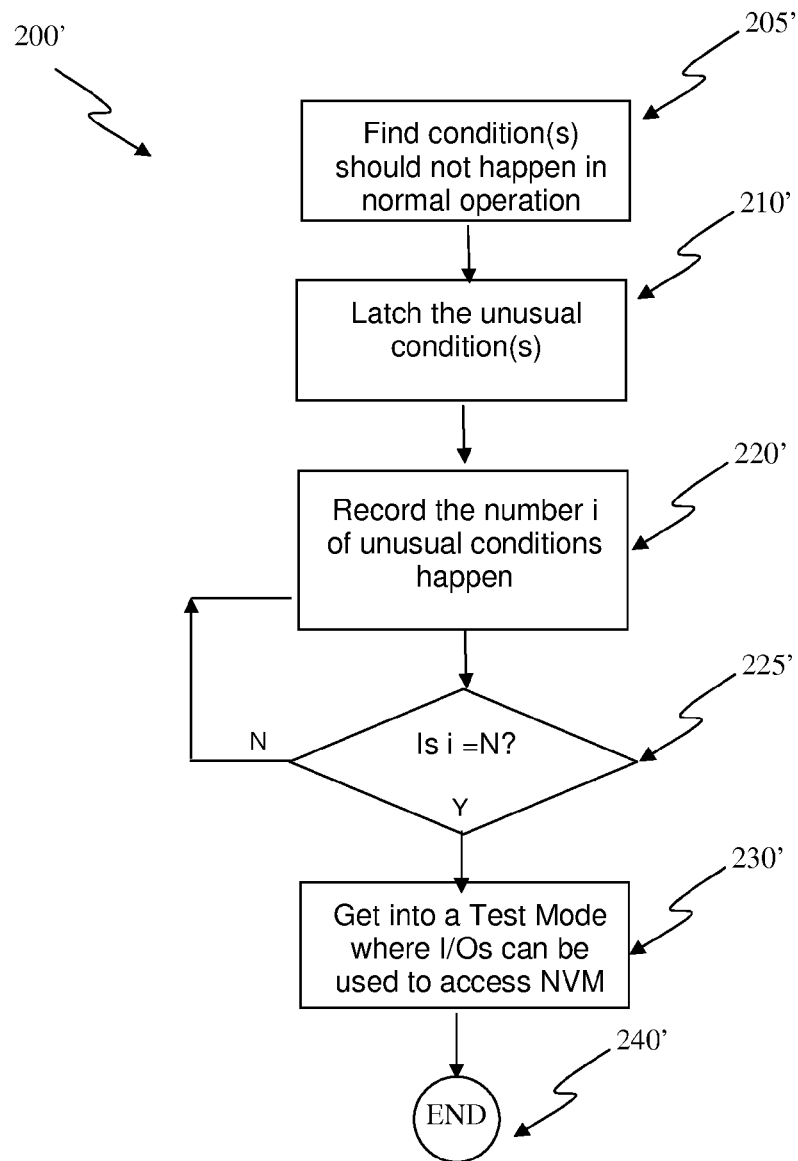 200’
205’
Find condition(s)
should not happen in
normal operation
210’
Latch the unusual
condition(s)
220’
Record the number i
of unusual conditions
happen
225’
Is i =N?
N
Y
230’
Get into a Test Mode
where I/Os can be
used to access NVM
240’
END